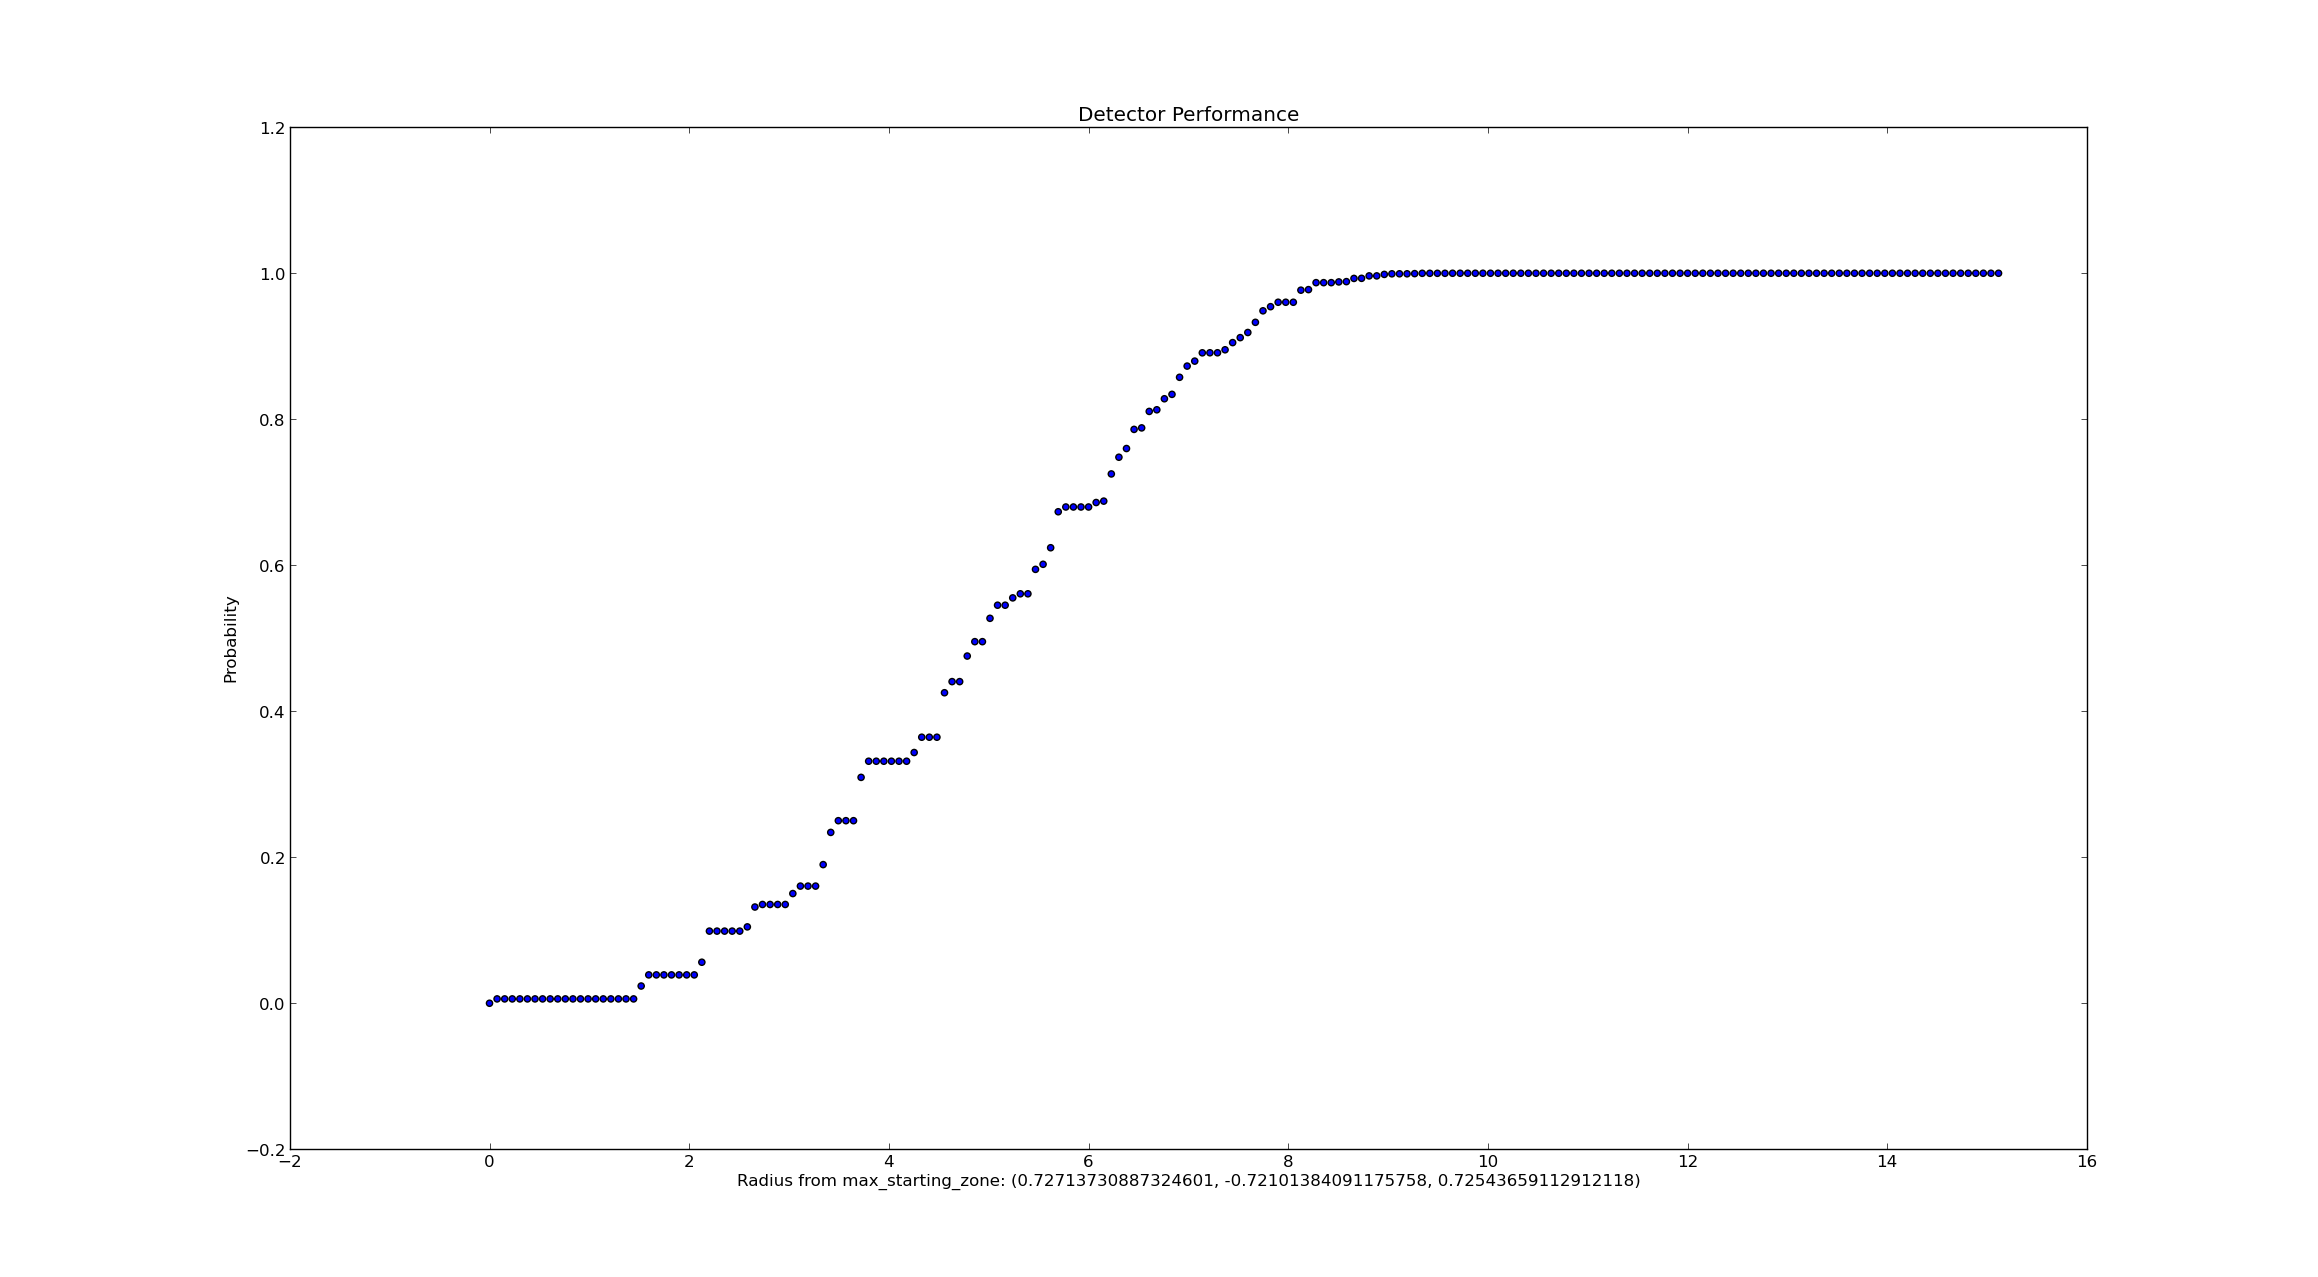 Detector Performance
1.2
1.0
0.8
0.6
0.4
0.2
0.0
−0.2
Probability
−2 0 2 4 6 8 10 12 14 16
Radius from max_starting_zone: (0.72713730887324601, -0.72101384091175758, 0.72543659112912118)